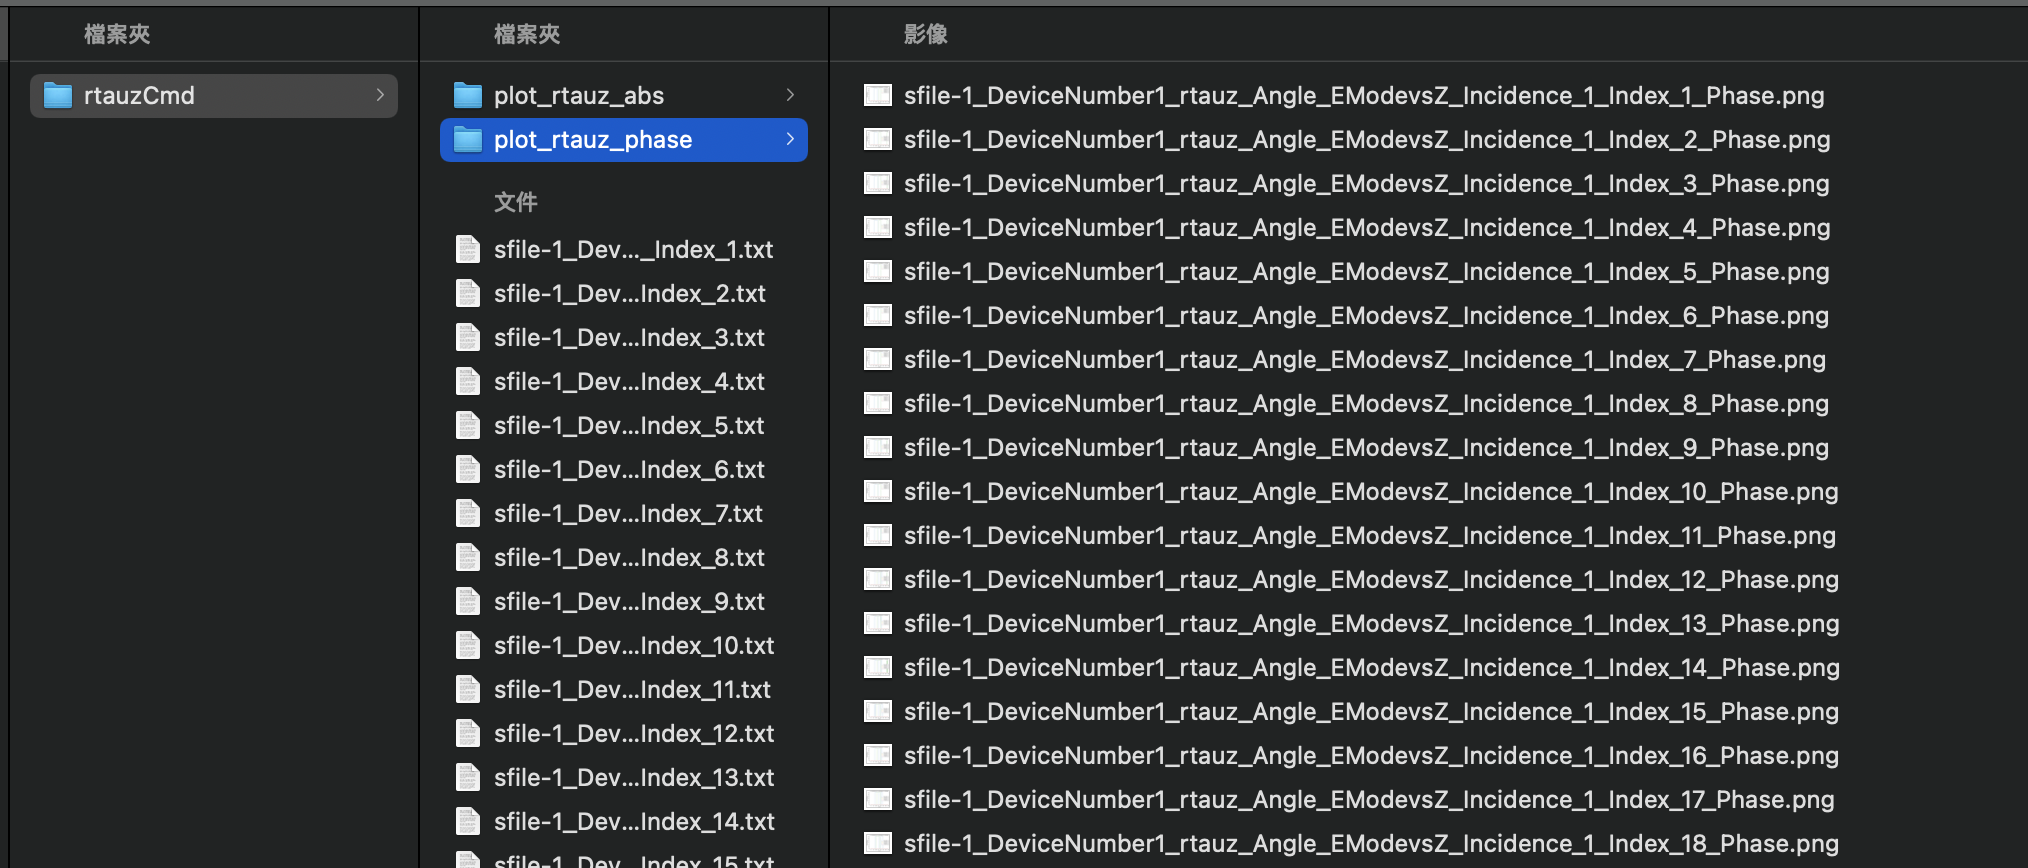 檔案夾
rtauzCmd
檔案夾
plot_rtauz_abs
plot_rtauz_phase
文件
sfile-1_Dev..._Index_1.txt
sfile-1_Dev...Index_2.txt
sfile-1_Dev...Index_3.txt
sfile-1_Dev...Index_4.txt
sfile-1_Dev...Index_5.txt
sfile-1_Dev...Index_6.txt
sfile-1_Dev...Index_7.txt
sfile-1_Dev...Index_8.txt
sfile-1_Dev...Index_9.txt
sfile-1_Dev...Index_10.txt
sfile-1_Dev...Index_11.txt
sfile-1_Dev...Index_12.txt
sfile-1_Dev...Index_13.txt
sfile-1_Dev...Index_14.txt
sfile-1_Dev...Index_15.txt
影像
sfile-1_DeviceNumber1_rtauz_Angle_EModevsZ_Incidence_1_Index_1_Phase.png
sfile-1_DeviceNumber1_rtauz_Angle_EModevsZ_Incidence_1_Index_2_Phase.png
sfile-1_DeviceNumber1_rtauz_Angle_EModevsZ_Incidence_1_Index_3_Phase.png
sfile-1_DeviceNumber1_rtauz_Angle_EModevsZ_Incidence_1_Index_4_Phase.png
sfile-1_DeviceNumber1_rtauz_Angle_EModevsZ_Incidence_1_Index_5_Phase.png
sfile-1_DeviceNumber1_rtauz_Angle_EModevsZ_Incidence_1_Index_6_Phase.png
sfile-1_DeviceNumber1_rtauz_Angle_EModevsZ_Incidence_1_Index_7_Phase.png
sfile-1_DeviceNumber1_rtauz_Angle_EModevsZ_Incidence_1_Index_8_Phase.png
sfile-1_DeviceNumber1_rtauz_Angle_EModevsZ_Incidence_1_Index_9_Phase.png
sfile-1_DeviceNumber1_rtauz_Angle_EModevsZ_Incidence_1_Index_10_Phase.png
sfile-1_DeviceNumber1_rtauz_Angle_EModevsZ_Incidence_1_Index_11_Phase.png
sfile-1_DeviceNumber1_rtauz_Angle_EModevsZ_Incidence_1_Index_12_Phase.png
sfile-1_DeviceNumber1_rtauz_Angle_EModevsZ_Incidence_1_Index_13_Phase.png
sfile-1_DeviceNumber1_rtauz_Angle_EModevsZ_Incidence_1_Index_14_Phase.png
sfile-1_DeviceNumber1_rtauz_Angle_EModevsZ_Incidence_1_Index_15_Phase.png
sfile-1_DeviceNumber1_rtauz_Angle_EModevsZ_Incidence_1_Index_16_Phase.png
sfile-1_DeviceNumber1_rtauz_Angle_EModevsZ_Incidence_1_Index_17_Phase.png
sfile-1_DeviceNumber1_rtauz_Angle_EModevsZ_Incidence_1_Index_18_Phase.png